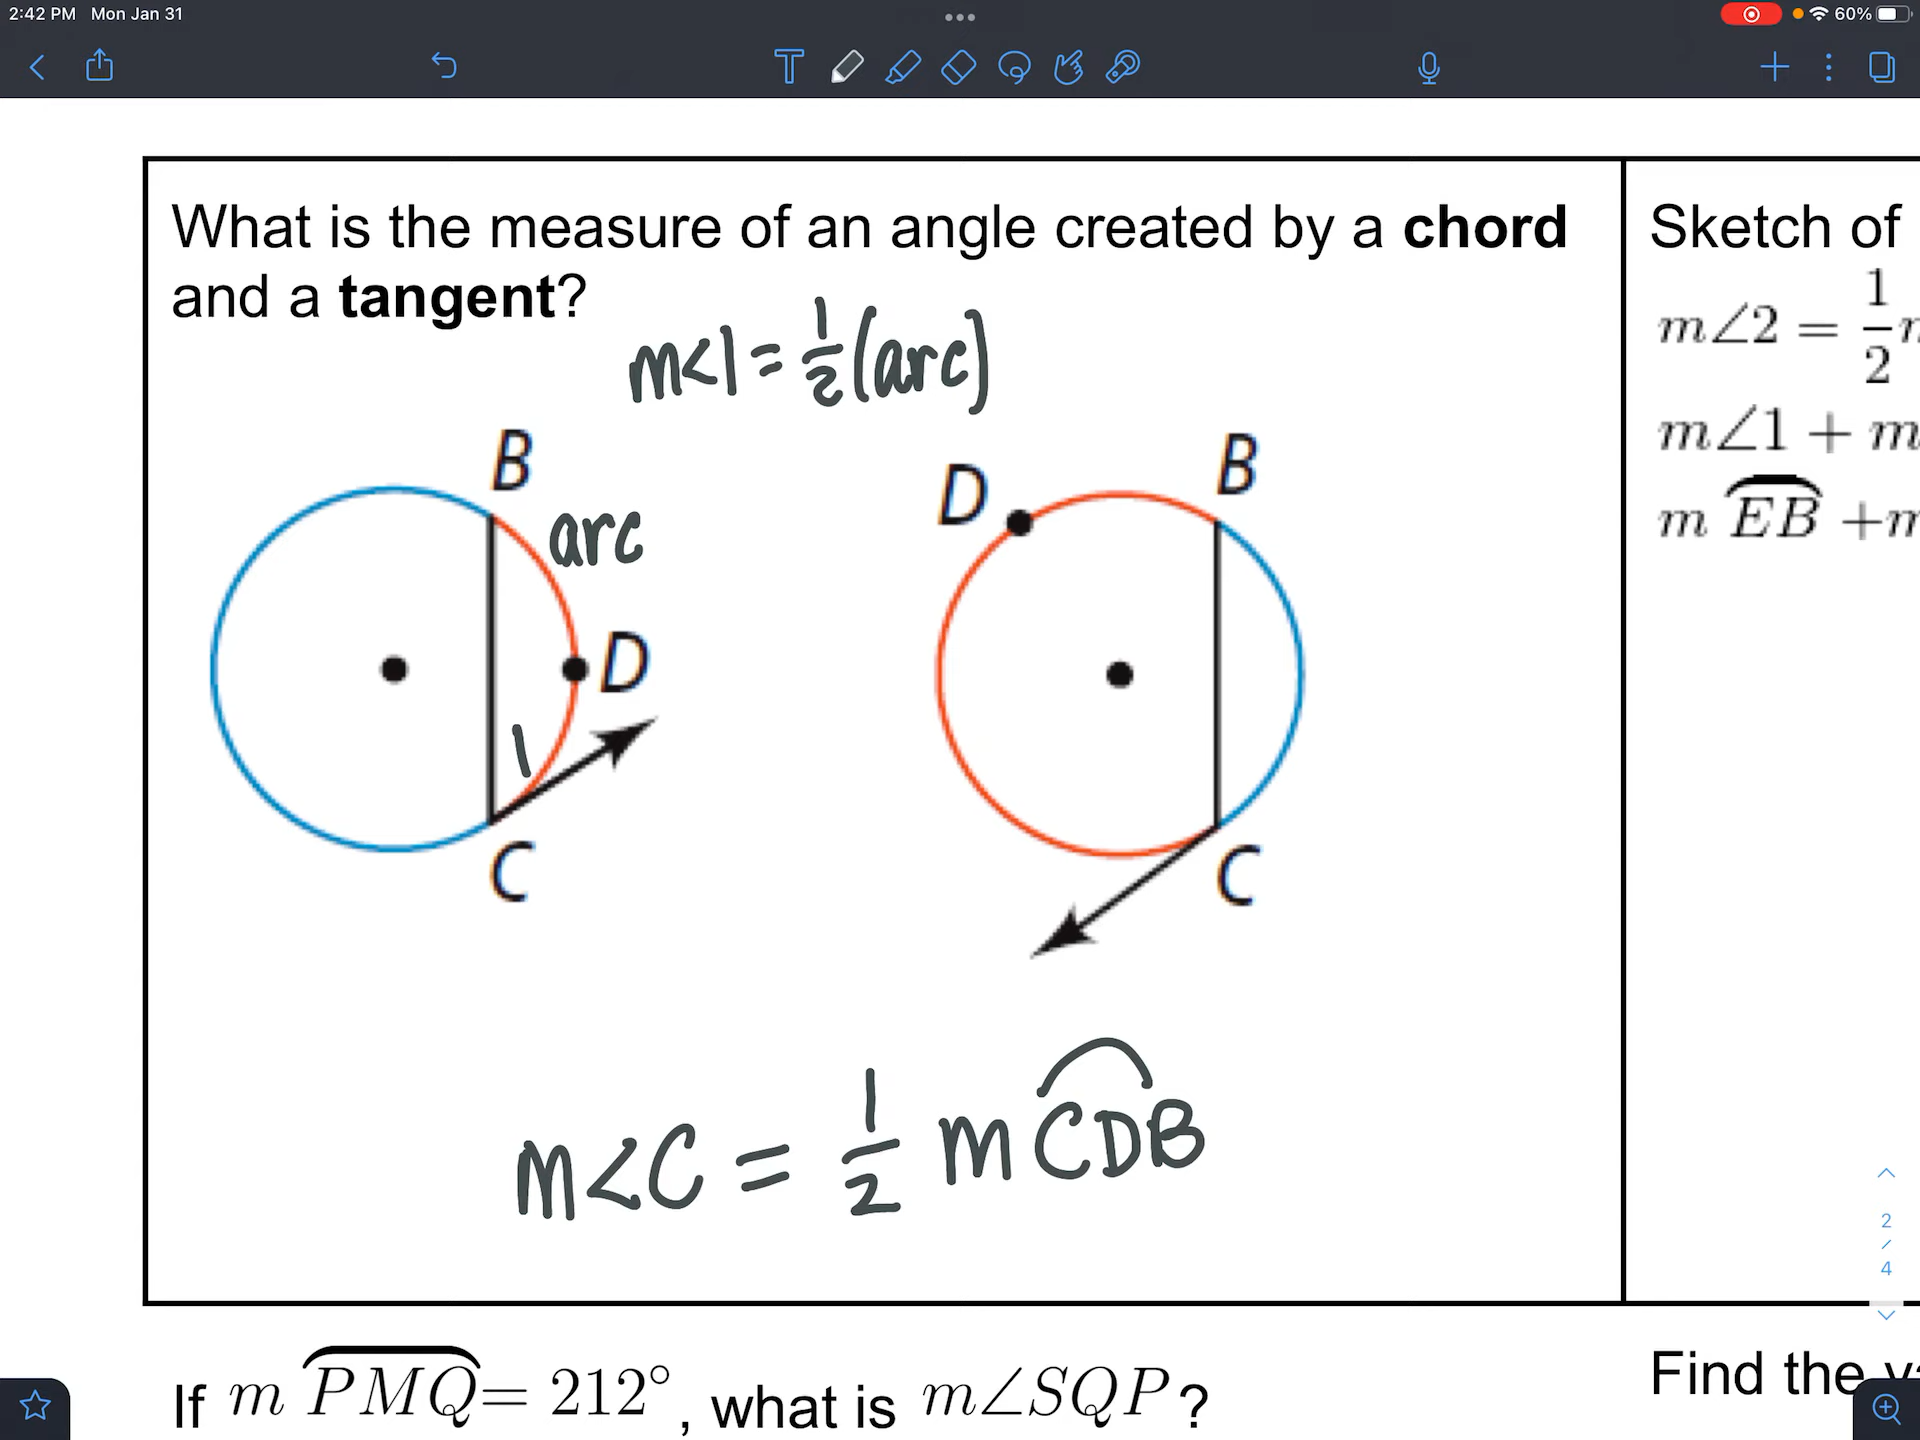 2:42 PM Mon Jan 31
60%
What is the measure of an angle created by a chord
and a tangent?
m<1 = 1/2 (arc)
B
arc
D
1
C
D
B
C
m<C = 1/2 m CDB
Sketch of
m∠2 = 1/2
m∠1 + m
m EB + m
2
/
4
If m PMQ = 212° , what is m∠SQP ?
Find the